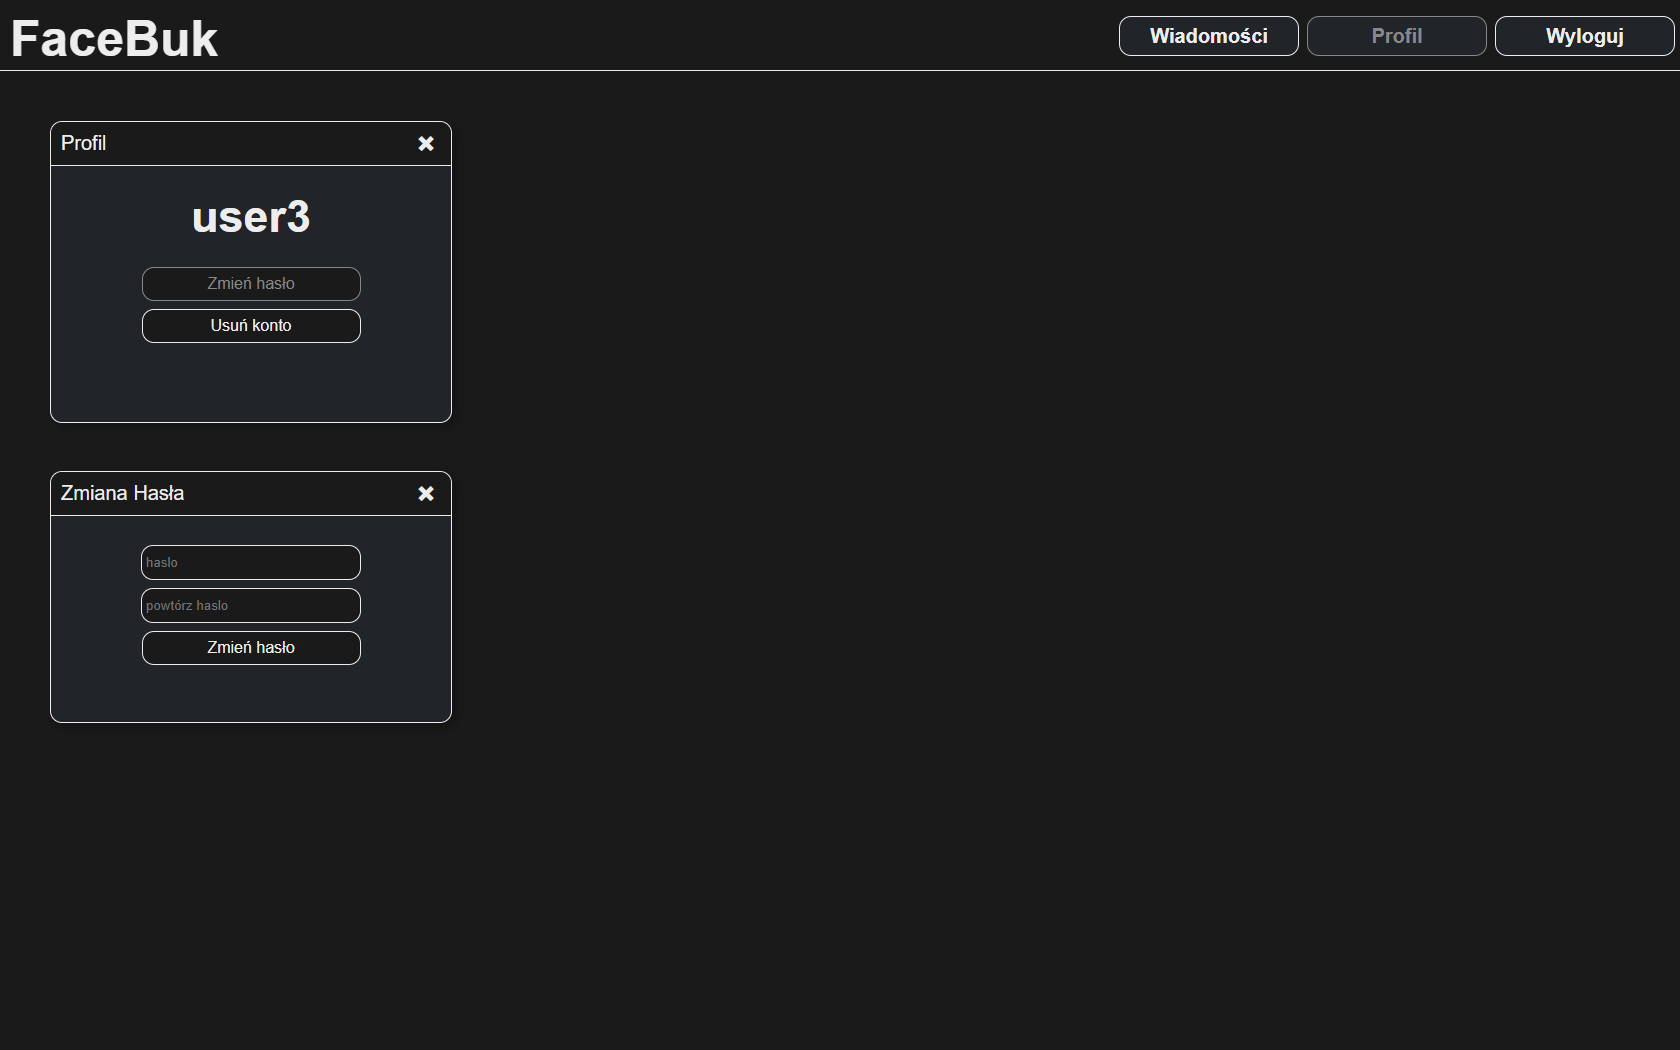 FaceBuk
Wiadomości
Profil
Wyloguj
Profil
user3
Zmień hasło
Usuń konto
Zmiana Hasła
haslo
powtórz haslo
Zmień hasło